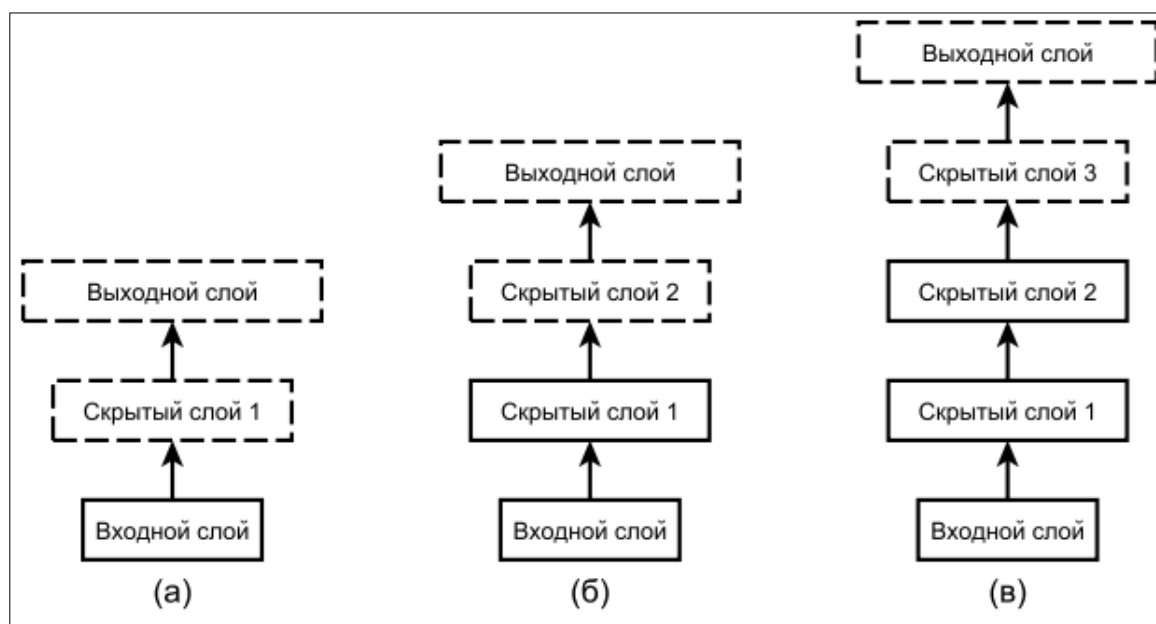 Выходной слой
Скрытый слой 1
Входной слой
(а)
Выходной слой
Скрытый слой 2
Скрытый слой 1
Входной слой
(б)
Выходной слой
Скрытый слой 3
Скрытый слой 2
Скрытый слой 1
Входной слой
(в)